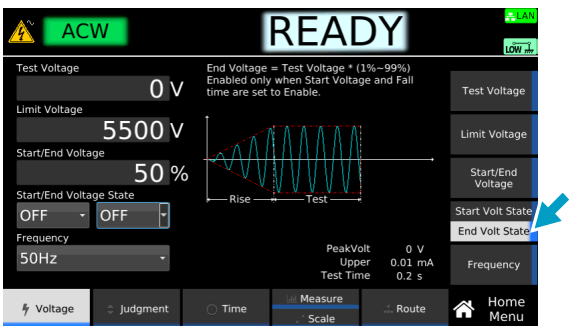 ACW
READY
LAN
LOW
Test Voltage
0 V
Limit Voltage
5500 V
Start/End Voltage
50 %
Start/End Voltage State
OFF
OFF
Frequency
50Hz
End Voltage = Test Voltage * (1%~99%)
Enabled only when Start Voltage and Fall
time are set to Enable.
Rise
Test
PeakVolt 0 V
Upper 0.01 mA
Test Time 0.2 s
Test Voltage
Limit Voltage
Start/End
Voltage
Start Volt State
End Volt State
Frequency
Voltage
Judgment
Time
Measure
Scale
Route
Home
Menu